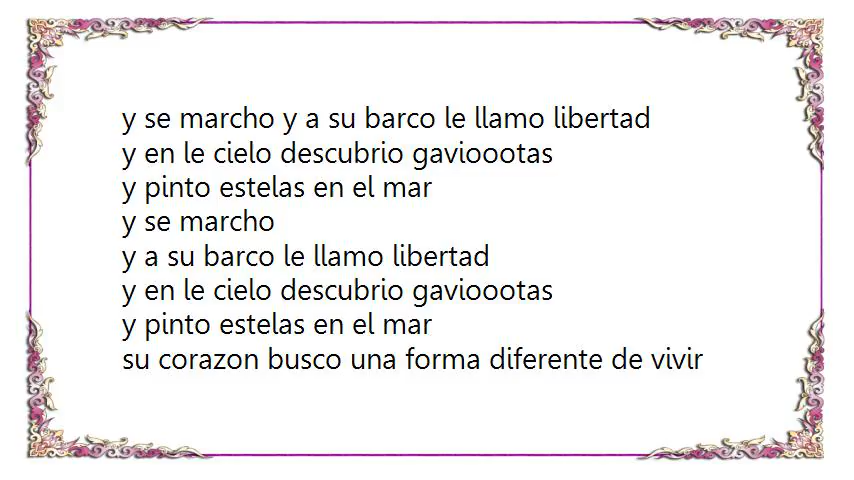 y se marcho y a su barco le llamo libertad
y en le cielo descubrio gavioootas
y pinto estelas en el mar
y se marcho
y a su barco le llamo libertad
y en le cielo descubrio gavioootas
y pinto estelas en el mar
su corazon busco una forma diferente de vivir